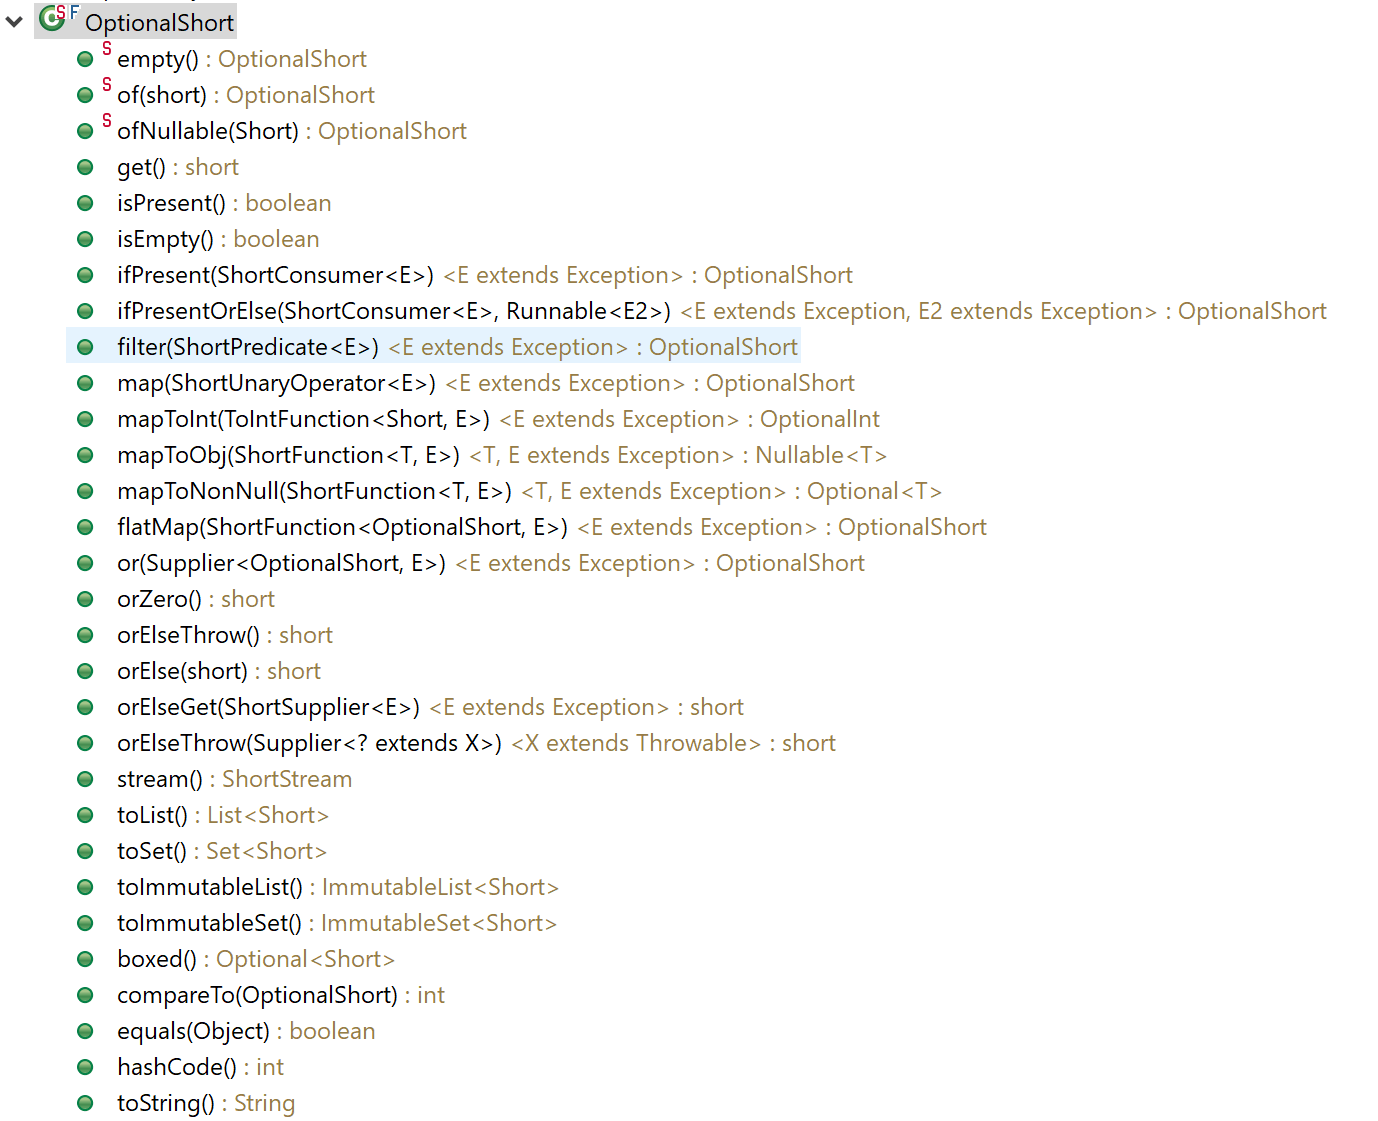 OptionalShort
empty() : OptionalShort
of(short) : OptionalShort
ofNullable(Short) : OptionalShort
get() : short
isPresent() : boolean
isEmpty() : boolean
ifPresent(ShortConsumer<E>) <E extends Exception> : OptionalShort
ifPresentOrElse(ShortConsumer<E>, Runnable<E2>) <E extends Exception, E2 extends Exception> : OptionalShort
filter(ShortPredicate<E>) <E extends Exception> : OptionalShort
map(ShortUnaryOperator<E>) <E extends Exception> : OptionalShort
mapToInt(ToIntFunction<Short, E>) <E extends Exception> : OptionalInt
mapToObj(ShortFunction<T, E>) <T, E extends Exception> : Nullable<T>
mapToNonNull(ShortFunction<T, E>) <T, E extends Exception> : Optional<T>
flatMap(ShortFunction<OptionalShort, E>) <E extends Exception> : OptionalShort
or(Supplier<OptionalShort, E>) <E extends Exception> : OptionalShort
orZero() : short
orElseThrow() : short
orElse(short) : short
orElseGet(ShortSupplier<E>) <E extends Exception> : short
orElseThrow(Supplier<? extends X>) <X extends Throwable> : short
stream() : ShortStream
toList() : List<Short>
toSet() : Set<Short>
toImmutableList() : ImmutableList<Short>
toImmutableSet() : ImmutableSet<Short>
boxed() : Optional<Short>
compareTo(OptionalShort) : int
equals(Object) : boolean
hashCode() : int
toString() : String